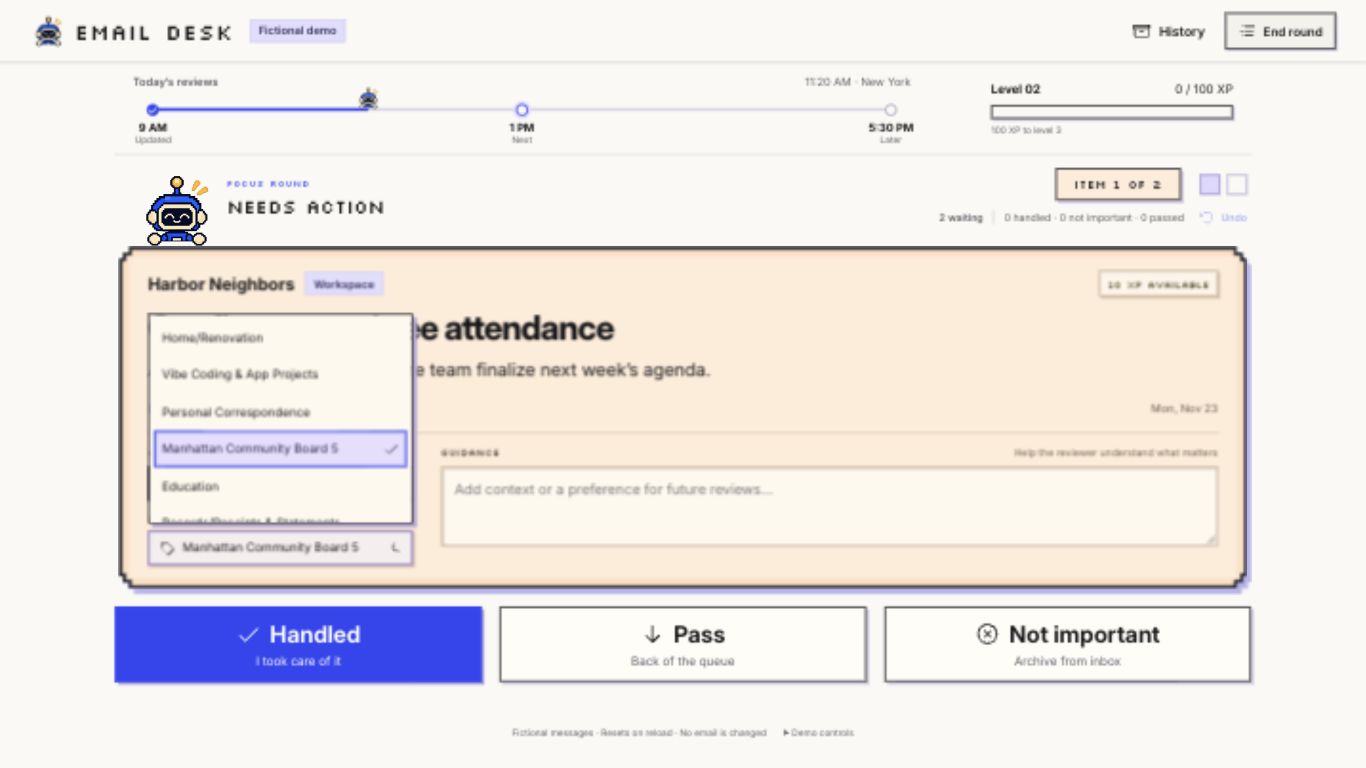 EMAIL DESK Fictional demo History End round
Today's reviews 11:20 AM · New York
Level 02 0 / 100 XP
9 AM 1 PM 5:30 PM
Updated Next Later
100 XP to level 3
FOCUS ROUND
NEEDS ACTION
ITEM 1 OF 2
2 waiting 0 handled · 0 not important · 0 passed Undo
Harbor Neighbors Workspace 10 XP AVAILABLE
attendance
team finalize next week's agenda.
Mon, Nov 23
Home/Renovation
Vibe Coding & App Projects
Personal Correspondence
Manhattan Community Board 5
Education
Records/Receipts & Statements
Manhattan Community Board 5
GUIDANCE Help the reviewer understand what matters
Add context or a preference for future reviews...
Handled
I took care of it
Pass
Back of the queue
Not important
Archive from inbox
Fictional messages · Resets on reload · No email is changed Demo controls